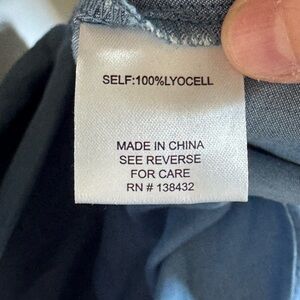 SELF:100%LYOCELL
MADE IN CHINA
SEE REVERSE
FOR CARE
RN # 138432